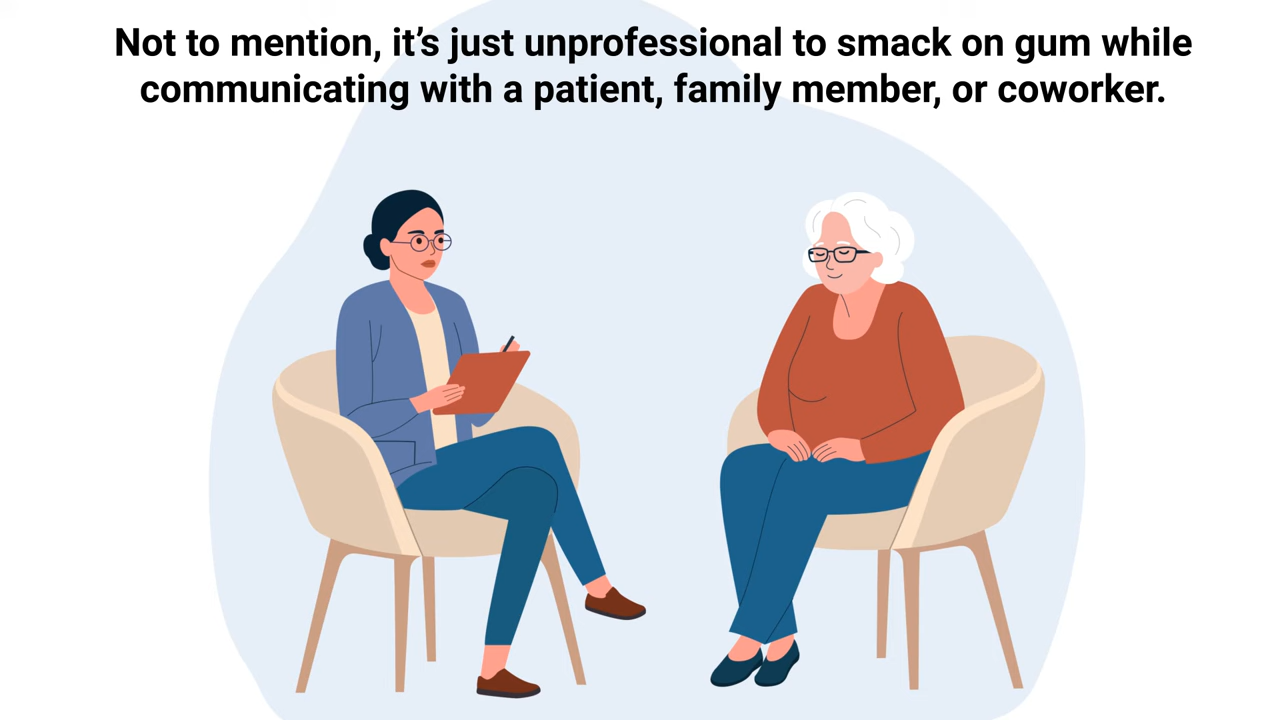 Not to mention, it’s just unprofessional to smack on gum while
communicating with a patient, family member, or coworker.